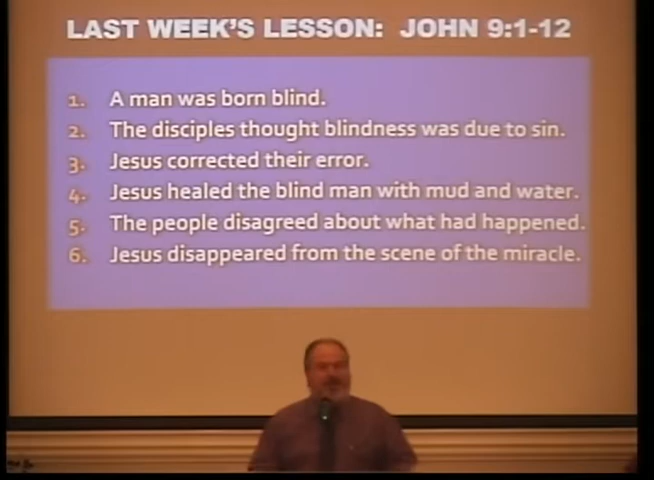 LAST WEEK'S LESSON: JOHN 9:1-12
1. A man was born blind.
2. The disciples thought blindness was due to sin.
3. Jesus corrected their error.
4. Jesus healed the blind man with mud and water.
5. The people disagreed about what had happened.
6. Jesus disappeared from the scene of the miracle.